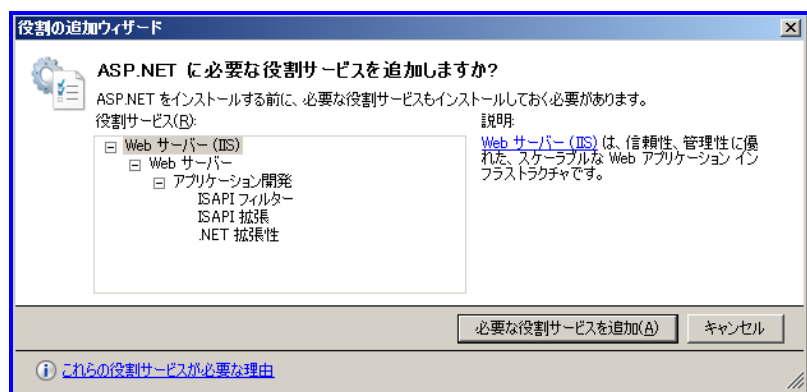 役割の追加ウィザード
ASP.NET に必要な役割サービスを追加しますか?
ASP.NET をインストールする前に、必要な役割サービスもインストールしておく必要があります。
役割サービス(R):
Web サーバー (IIS)
Web サーバー
アプリケーション開発
ISAPI フィルター
ISAPI 拡張
.NET 拡張性
説明:
Web サーバー (IIS) は、信頼性、管理性に優
れた、スケーラブルな Web アプリケーション イン
フラストラクチャです。
必要な役割サービスを追加(A)
キャンセル
これらの役割サービスが必要な理由